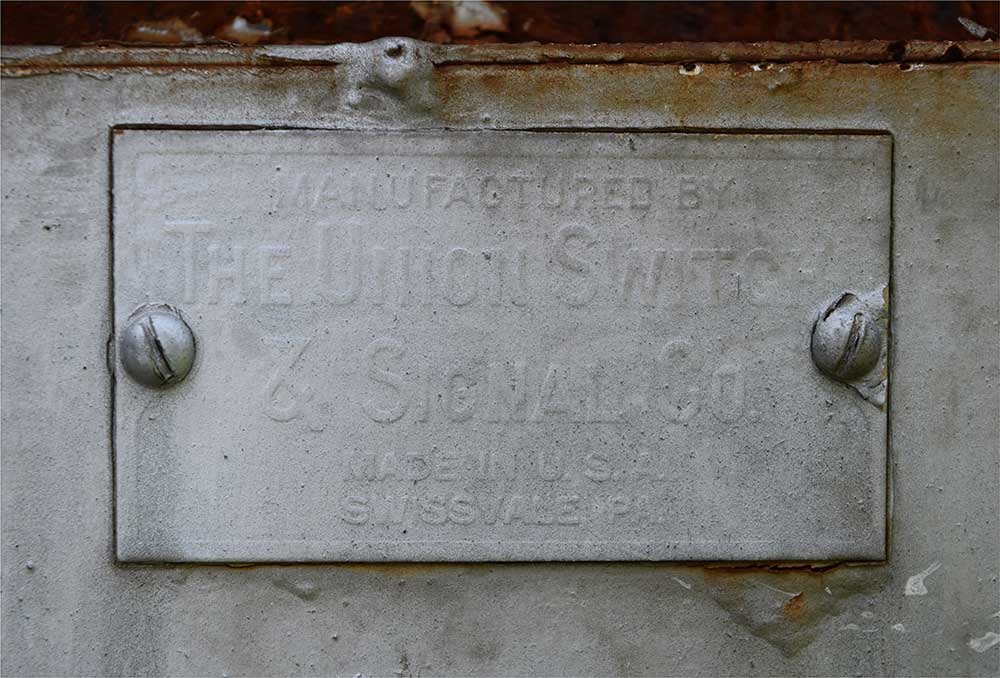 MANUFACTURED BY
THE UNION SWITCH
& SIGNAL CO.
MADE IN U.S.A.
SWISSVALE PA.